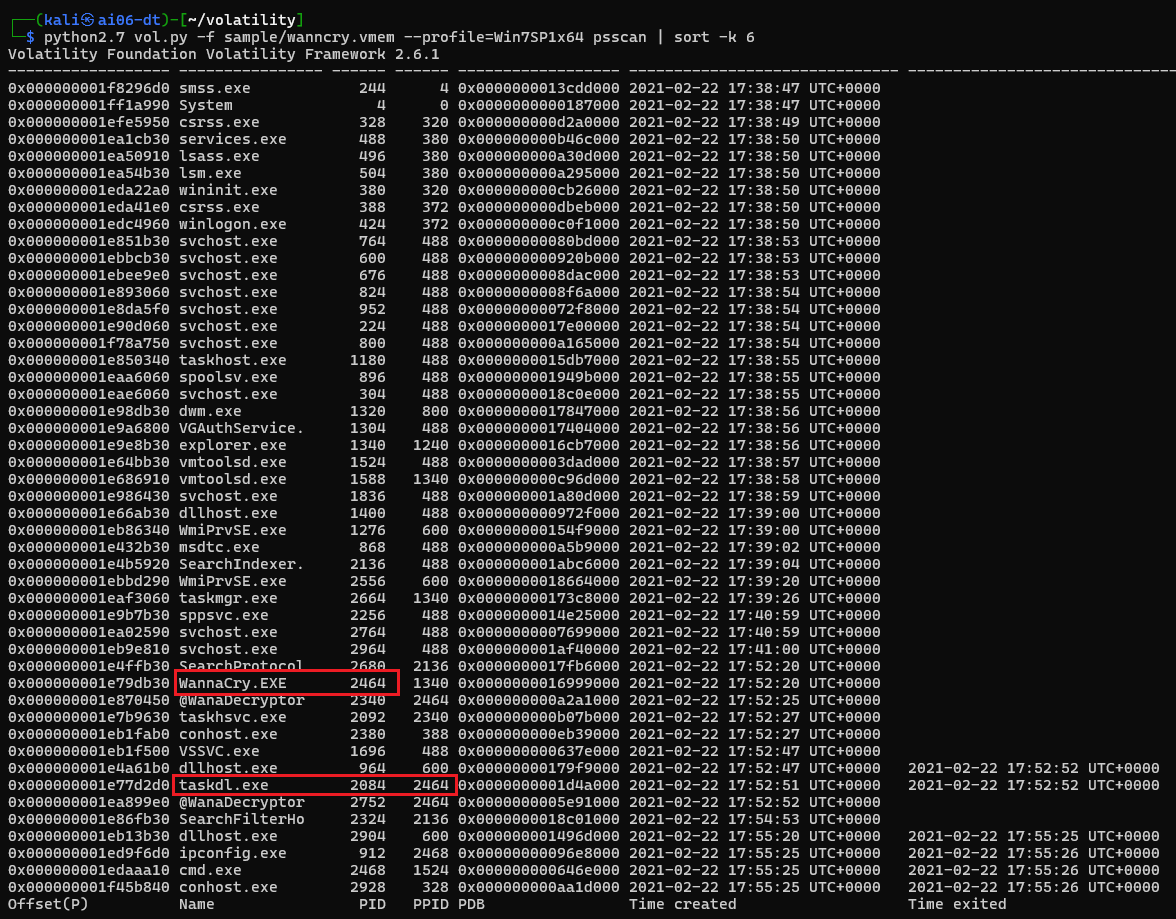 ┌──(kali㉿ai06-dt)-[~/volatility]
└─$ python2.7 vol.py -f sample/wanncry.vmem --profile=Win7SP1x64 psscan | sort -k 6
Volatility Foundation Volatility Framework 2.6.1
------------------ ---------------- ------ ------ ------------------ ------------------------------ ------------------------------
0x000000001f8296d0 smss.exe 244 4 0x0000000013cdd000 2021-02-22 17:38:47 UTC+0000
0x000000001ff1a990 System 4 0 0x0000000000187000 2021-02-22 17:38:47 UTC+0000
0x000000001efe5950 csrss.exe 328 320 0x000000000d2a0000 2021-02-22 17:38:49 UTC+0000
0x000000001ea1cb30 services.exe 488 380 0x000000000b46c000 2021-02-22 17:38:50 UTC+0000
0x000000001ea50910 lsass.exe 496 380 0x000000000a30d000 2021-02-22 17:38:50 UTC+0000
0x000000001ea54b30 lsm.exe 504 380 0x000000000a295000 2021-02-22 17:38:50 UTC+0000
0x000000001eda22a0 wininit.exe 380 320 0x000000000cb26000 2021-02-22 17:38:50 UTC+0000
0x000000001eda41e0 csrss.exe 388 372 0x000000000dbeb000 2021-02-22 17:38:50 UTC+0000
0x000000001edc4960 winlogon.exe 424 372 0x000000000c0f1000 2021-02-22 17:38:50 UTC+0000
0x000000001e851b30 svchost.exe 764 488 0x00000000080bd000 2021-02-22 17:38:53 UTC+0000
0x000000001ebbcb30 svchost.exe 600 488 0x000000000920b000 2021-02-22 17:38:53 UTC+0000
0x000000001ebee9e0 svchost.exe 676 488 0x0000000008dac000 2021-02-22 17:38:53 UTC+0000
0x000000001e893060 svchost.exe 824 488 0x0000000008f6a000 2021-02-22 17:38:54 UTC+0000
0x000000001e8da5f0 svchost.exe 952 488 0x00000000072f8000 2021-02-22 17:38:54 UTC+0000
0x000000001e90d060 svchost.exe 224 488 0x0000000017e00000 2021-02-22 17:38:54 UTC+0000
0x000000001f78a750 svchost.exe 800 488 0x000000000a165000 2021-02-22 17:38:54 UTC+0000
0x000000001e850340 taskhost.exe 1180 488 0x0000000015db7000 2021-02-22 17:38:55 UTC+0000
0x000000001eaa6060 spoolsv.exe 896 488 0x000000001949b000 2021-02-22 17:38:55 UTC+0000
0x000000001eae6060 svchost.exe 304 488 0x0000000018c0e000 2021-02-22 17:38:55 UTC+0000
0x000000001e98db30 dwm.exe 1320 800 0x0000000017847000 2021-02-22 17:38:56 UTC+0000
0x000000001e9a6800 VGAuthService. 1304 488 0x0000000017404000 2021-02-22 17:38:56 UTC+0000
0x000000001e9e8b30 explorer.exe 1340 1240 0x0000000016cb7000 2021-02-22 17:38:56 UTC+0000
0x000000001e64bb30 vmtoolsd.exe 1524 488 0x0000000003dad000 2021-02-22 17:38:57 UTC+0000
0x000000001e686910 vmtoolsd.exe 1588 1340 0x000000000c96d000 2021-02-22 17:38:58 UTC+0000
0x000000001e986430 svchost.exe 1836 488 0x000000001a80d000 2021-02-22 17:38:59 UTC+0000
0x000000001e66ab30 dllhost.exe 1400 488 0x000000000972f000 2021-02-22 17:39:00 UTC+0000
0x000000001eb86340 WmiPrvSE.exe 1276 600 0x00000000154f9000 2021-02-22 17:39:00 UTC+0000
0x000000001e432b30 msdtc.exe 868 488 0x000000000a5b9000 2021-02-22 17:39:02 UTC+0000
0x000000001e4b5920 SearchIndexer. 2136 488 0x000000001abc6000 2021-02-22 17:39:04 UTC+0000
0x000000001ebbd290 WmiPrvSE.exe 2556 600 0x0000000018664000 2021-02-22 17:39:20 UTC+0000
0x000000001eaf3060 taskmgr.exe 2664 1340 0x00000000173c8000 2021-02-22 17:39:26 UTC+0000
0x000000001e9b7b30 sppsvc.exe 2256 488 0x0000000014e25000 2021-02-22 17:40:59 UTC+0000
0x000000001ea02590 svchost.exe 2764 488 0x0000000007699000 2021-02-22 17:40:59 UTC+0000
0x000000001eb9e810 svchost.exe 2964 488 0x000000001af40000 2021-02-22 17:41:00 UTC+0000
0x000000001e4ffb30 SearchProtocol 2680 2136 0x0000000017fb6000 2021-02-22 17:52:20 UTC+0000
0x000000001e79db30 WannaCry.EXE 2464 1340 0x0000000016999000 2021-02-22 17:52:20 UTC+0000
0x000000001e870450 @WanaDecryptor 2340 2464 0x000000000a2a1000 2021-02-22 17:52:25 UTC+0000
0x000000001e7b9630 taskhsvc.exe 2092 2340 0x000000000b07b000 2021-02-22 17:52:27 UTC+0000
0x000000001eb1fab0 conhost.exe 2380 388 0x000000000eb39000 2021-02-22 17:52:27 UTC+0000
0x000000001eb1f500 VSSVC.exe 1696 488 0x000000000637e000 2021-02-22 17:52:47 UTC+0000
0x000000001e4a61b0 dllhost.exe 964 600 0x00000000179f9000 2021-02-22 17:52:47 UTC+0000 2021-02-22 17:52:52 UTC+0000
0x000000001e77d2d0 taskdl.exe 2084 2464 0x000000001d4a000 2021-02-22 17:52:51 UTC+0000 2021-02-22 17:52:52 UTC+0000
0x000000001ea899e0 @WanaDecryptor 2752 2464 0x0000000005e91000 2021-02-22 17:52:52 UTC+0000
0x000000001e86fb30 SearchFilterHo 2324 2136 0x0000000018c01000 2021-02-22 17:54:53 UTC+0000
0x000000001eb13b30 dllhost.exe 2904 600 0x0000000001496d000 2021-02-22 17:55:20 UTC+0000 2021-02-22 17:55:25 UTC+0000
0x000000001ed9f6d0 ipconfig.exe 912 2468 0x00000000096e8000 2021-02-22 17:55:25 UTC+0000 2021-02-22 17:55:26 UTC+0000
0x000000001edaaa10 cmd.exe 2468 1524 0x000000000646e000 2021-02-22 17:55:25 UTC+0000 2021-02-22 17:55:26 UTC+0000
0x000000001f45b840 conhost.exe 2928 328 0x000000000aa1d000 2021-02-22 17:55:25 UTC+0000 2021-02-22 17:55:26 UTC+0000
Offset(P) Name PID PPID PDB Time created Time exited